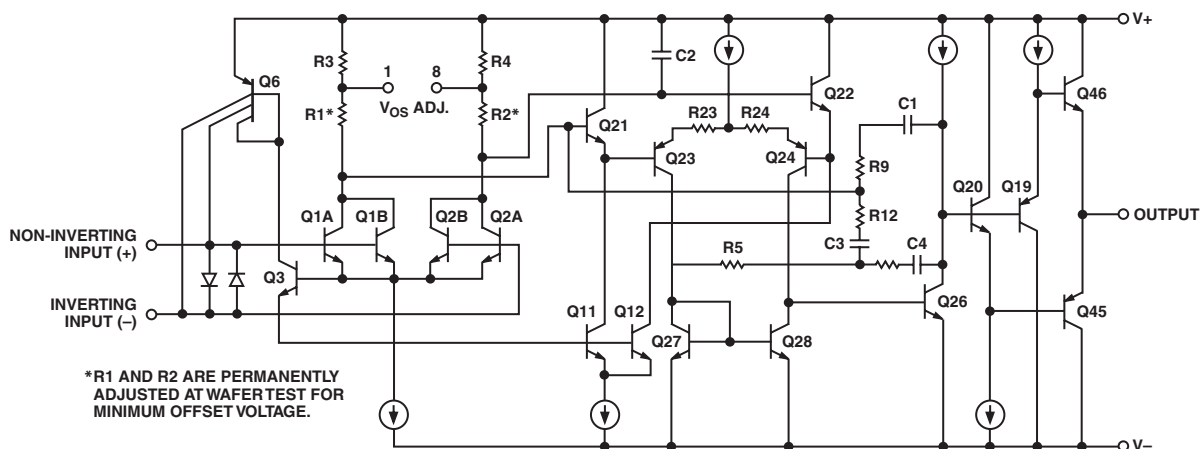 V+
R3
R4
C2
Q6
1
8
V_OS ADJ.
R1*
R2*
Q22
Q46
C1
Q21
R23
R24
Q23
Q24
R9
Q20
Q19
R12
Q1A
Q1B
Q2B
Q2A
OUTPUT
NON-INVERTING
INPUT (+)
C3
C4
R5
Q3
Q26
INVERTING
INPUT (–)
Q11
Q12
Q27
Q28
Q45
*R1 AND R2 ARE PERMANENTLY
ADJUSTED AT WAFER TEST FOR
MINIMUM OFFSET VOLTAGE.
V–